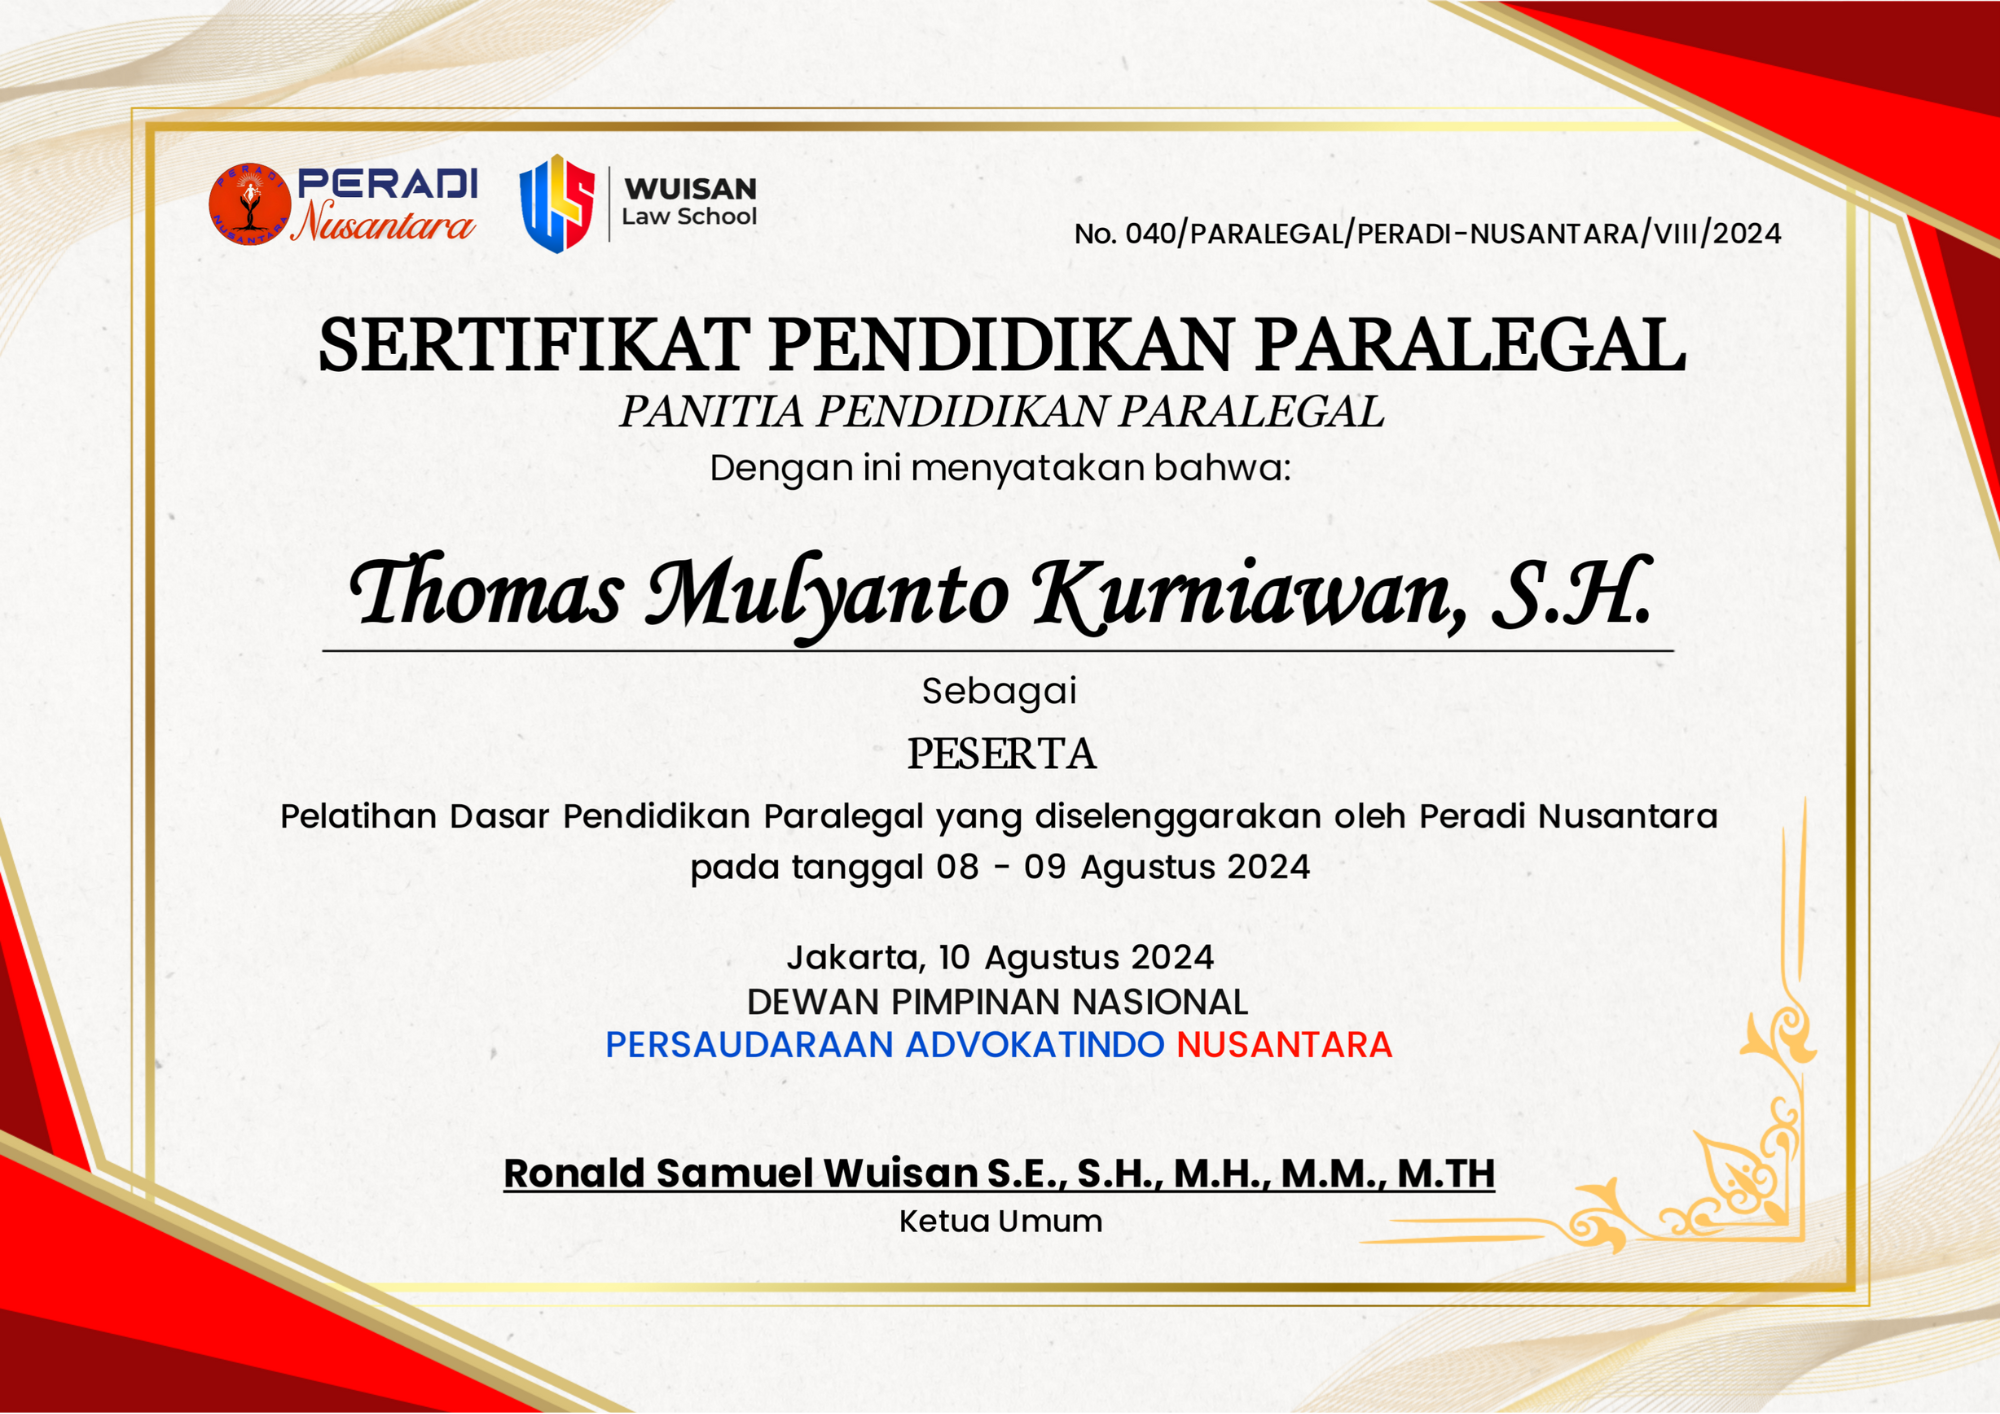 PERADI NUSANTARA
PERADI
Nusantara
WLS
WUISAN
Law School
No. 040/PARALEGAL/PERADI-NUSANTARA/VIII/2024
SERTIFIKAT PENDIDIKAN PARALEGAL
PANITIA PENDIDIKAN PARALEGAL
Dengan ini menyatakan bahwa:
Thomas Mulyanto Kurniawan, S.H.
Sebagai
PESERTA
Pelatihan Dasar Pendidikan Paralegal yang diselenggarakan oleh Peradi Nusantara
pada tanggal 08 - 09 Agustus 2024
Jakarta, 10 Agustus 2024
DEWAN PIMPINAN NASIONAL
PERSAUDARAAN ADVOKATINDO NUSANTARA
Ronald Samuel Wuisan S.E., S.H., M.H., M.M., M.TH
Ketua Umum